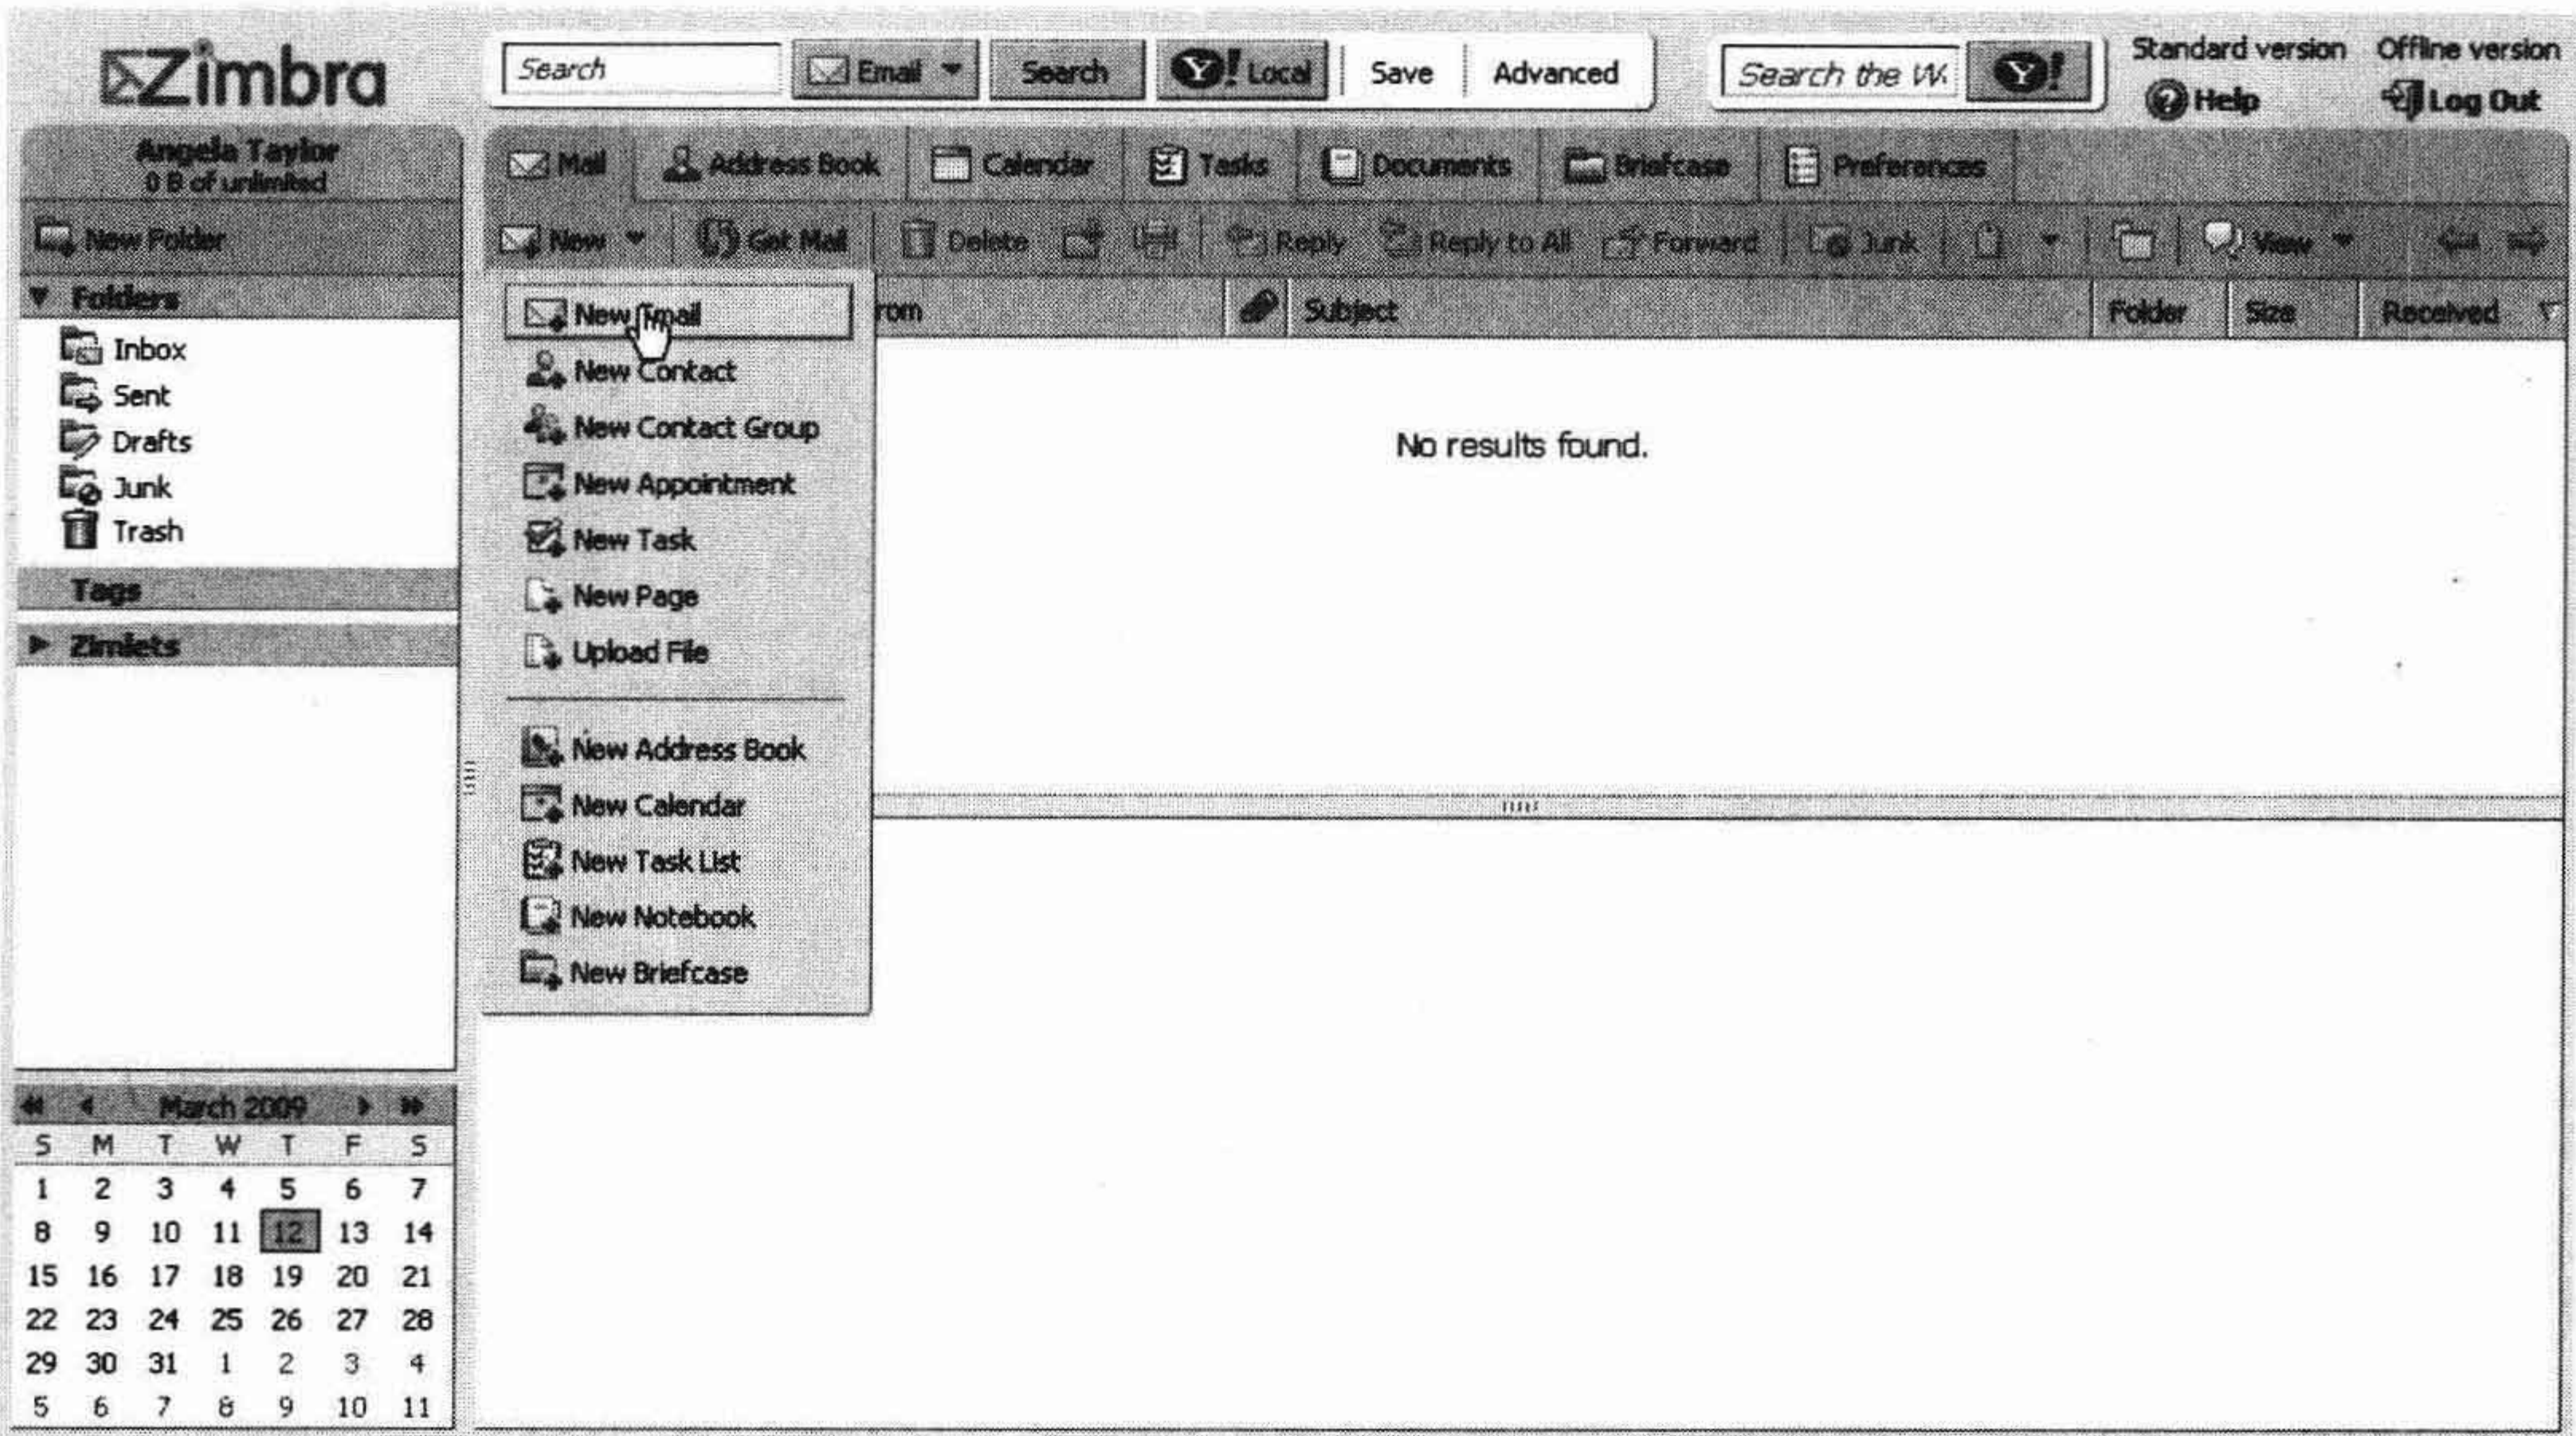 Zimbra
Search Email Search Y! Local Save Advanced
Search the W Y!
Standard version Offline version
Help Log Out
Angela Taylor
0 B of unlimited
Mail Address Book Calendar Tasks Documents Briefcase Preferences
New Folder
New Get Mail Delete Reply Reply to All Forward Junk View
Folders
Inbox
Sent
Drafts
Junk
Trash
Tags
Zimlets
rom Subject Folder Size Received
New Email
New Contact
New Contact Group
New Appointment
New Task
New Page
Upload File
New Address Book
New Calendar
New Task List
New Notebook
New Briefcase
No results found.
March 2009
S M T W T F S
1 2 3 4 5 6 7
8 9 10 11 12 13 14
15 16 17 18 19 20 21
22 23 24 25 26 27 28
29 30 31 1 2 3 4
5 6 7 8 9 10 11